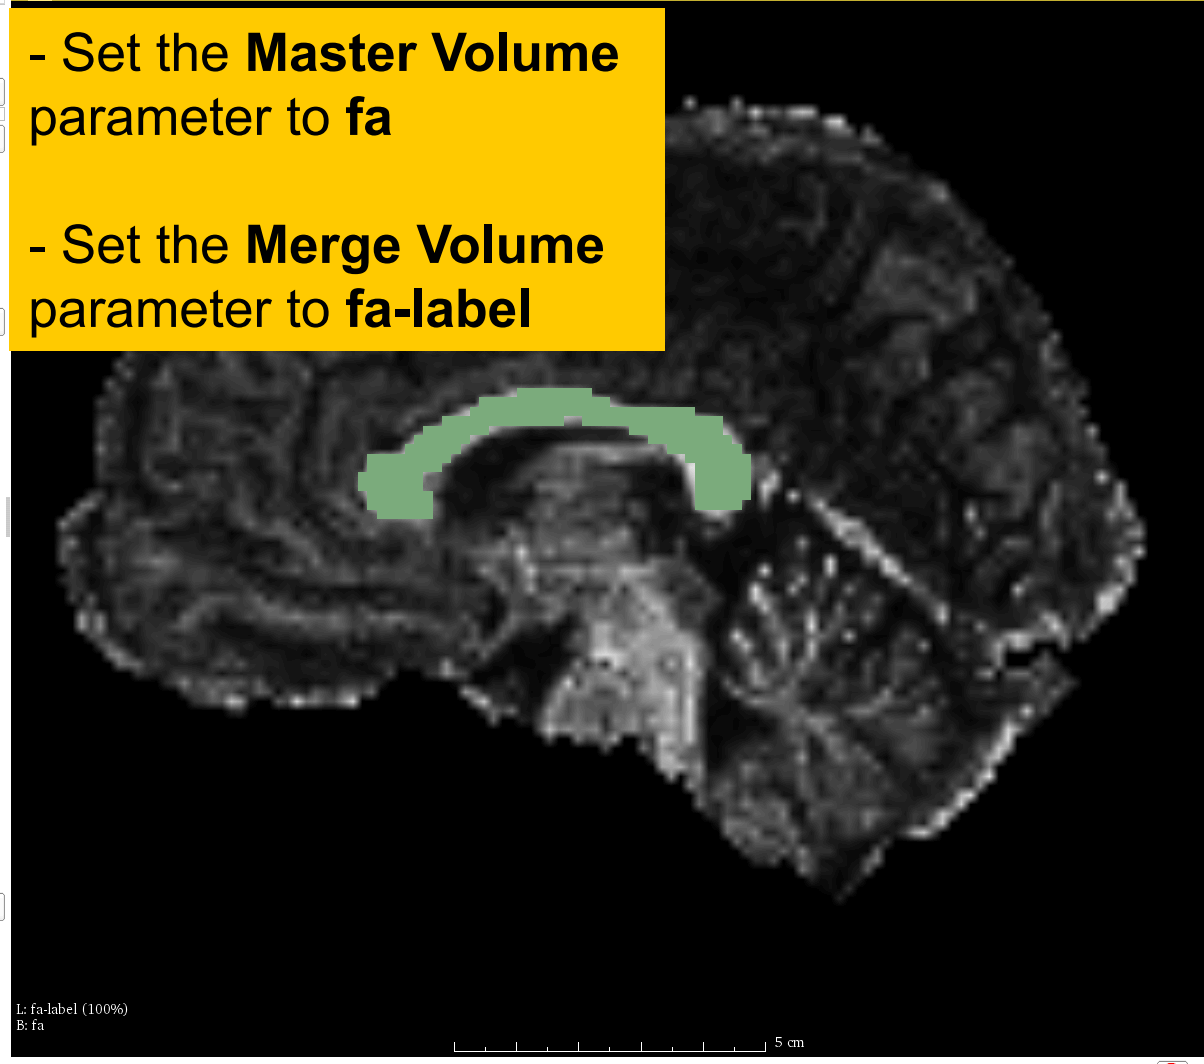 - Set the Master Volume
parameter to fa
- Set the Merge Volume
parameter to fa-label
L: fa-label (100%)
B: fa
5 cm